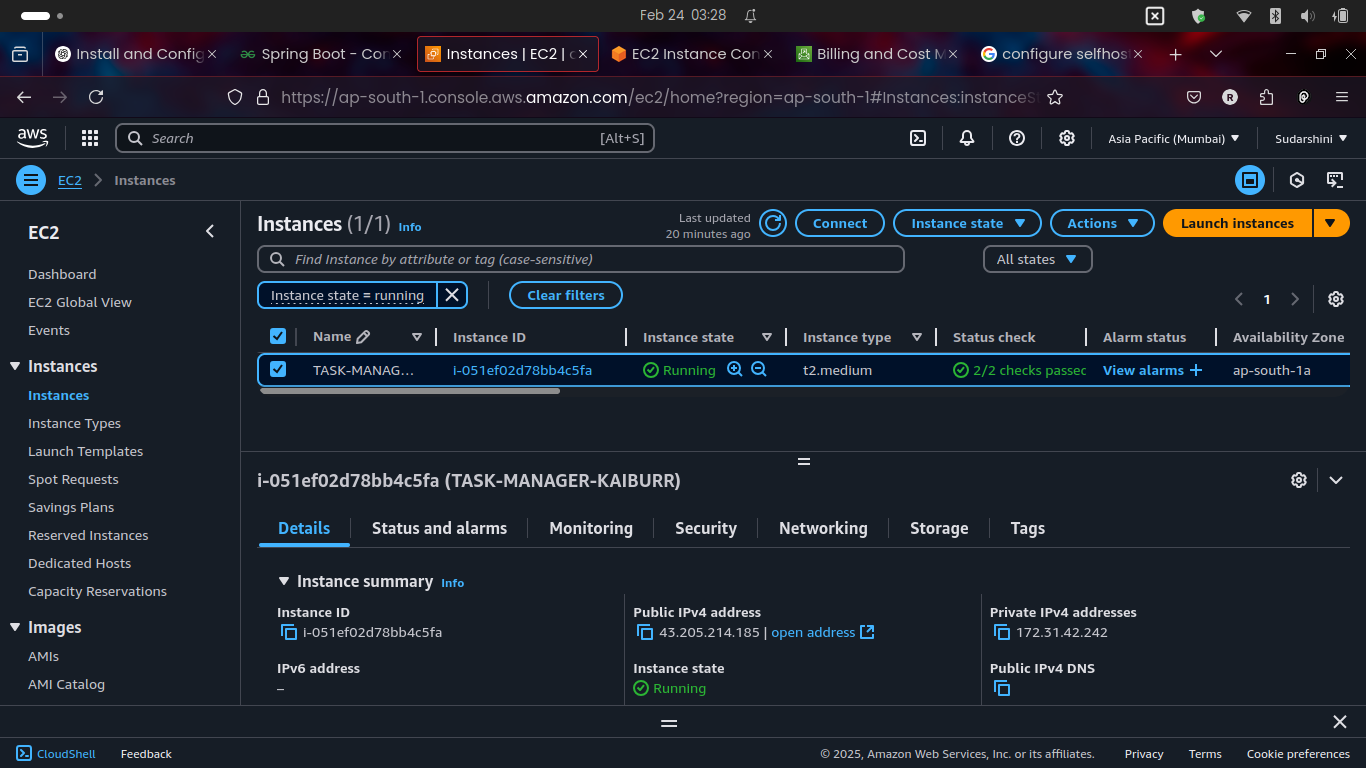 Feb 24 03:28
Install and Config
Spring Boot - Con
Instances | EC2 | c
EC2 Instance Con
Billing and Cost M
configure selfhost
https://ap-south-1.console.aws.amazon.com/ec2/home?region=ap-south-1#Instances:instanceSt
R
aws
Search
[Alt+S]
Asia Pacific (Mumbai)
Sudarshini
EC2
Instances
EC2
Dashboard
EC2 Global View
Events
Instances
Instances
Instance Types
Launch Templates
Spot Requests
Savings Plans
Reserved Instances
Dedicated Hosts
Capacity Reservations
Images
AMIs
AMI Catalog
Instances (1/1) Info
Last updated
20 minutes ago
Connect
Instance state
Actions
Launch instances
Find Instance by attribute or tag (case-sensitive)
All states
Instance state = running
Clear filters
1
Name
Instance ID
Instance state
Instance type
Status check
Alarm status
Availability Zone
TASK-MANAG...
i-051ef02d78bb4c5fa
Running
t2.medium
2/2 checks passec
View alarms
ap-south-1a
i-051ef02d78bb4c5fa (TASK-MANAGER-KAIBURR)
Details
Status and alarms
Monitoring
Security
Networking
Storage
Tags
Instance summary Info
Instance ID
i-051ef02d78bb4c5fa
Public IPv4 address
43.205.214.185 | open address
Private IPv4 addresses
172.31.42.242
IPv6 address
–
Instance state
Running
Public IPv4 DNS
CloudShell
Feedback
© 2025, Amazon Web Services, Inc. or its affiliates.
Privacy
Terms
Cookie preferences